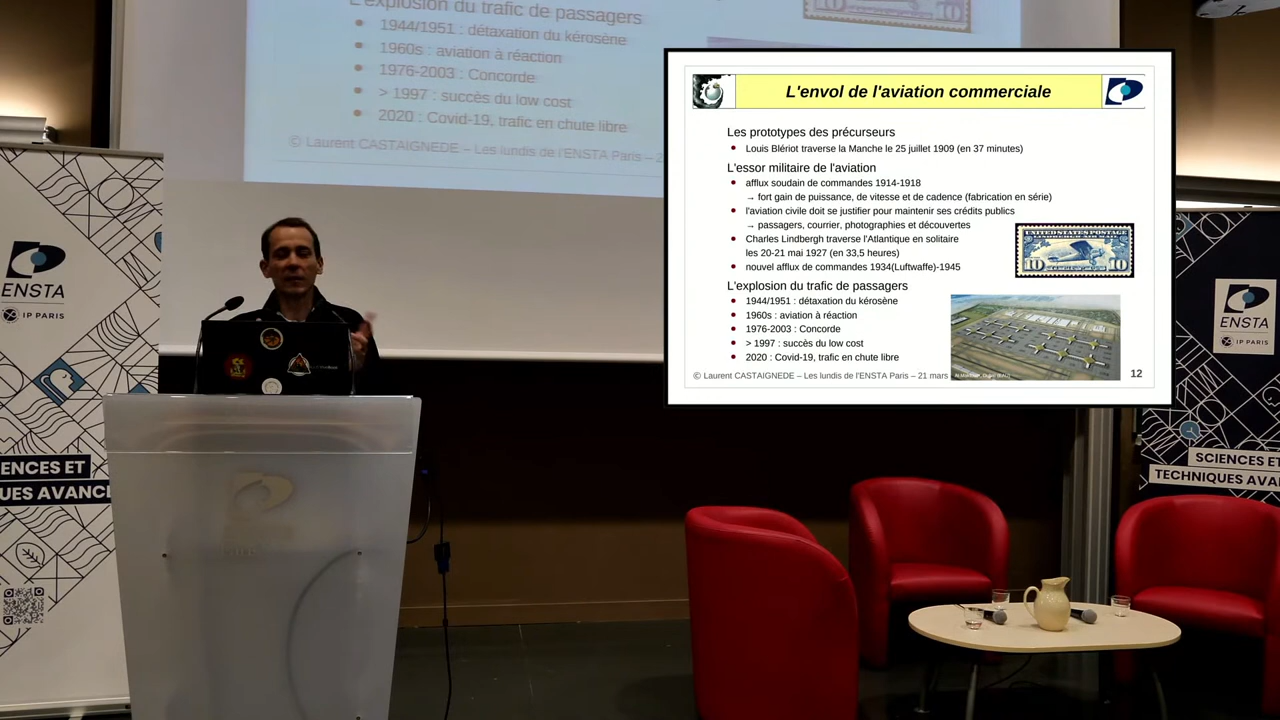 L'explosion du trafic de passagers
1944/1951 : détaxation du kérosène
1960s : aviation à réaction
1976-2003 : Concorde
> 1997 : succès du low cost
2020 : Covid-19, trafic en chute libre
© Laurent CASTAIGNEDE – Les lundis de l'ENSTA Paris – 2
L'envol de l'aviation commerciale
Les prototypes des précurseurs
Louis Blériot traverse la Manche le 25 juillet 1909 (en 37 minutes)
L'essor militaire de l'aviation
afflux soudain de commandes 1914-1918
→ fort gain de puissance, de vitesse et de cadence (fabrication en série)
l'aviation civile doit se justifier pour maintenir ses crédits publics
→ passagers, courrier, photographies et découvertes
Charles Lindbergh traverse l'Atlantique en solitaire
les 20-21 mai 1927 (en 33,5 heures)
nouvel afflux de commandes 1934(Luftwaffe)-1945
UNITED STATES POSTAGE
LINDBERGH AIR MAIL
10 10
L'explosion du trafic de passagers
1944/1951 : détaxation du kérosène
1960s : aviation à réaction
1976-2003 : Concorde
> 1997 : succès du low cost
2020 : Covid-19, trafic en chute libre
© Laurent CASTAIGNEDE – Les lundis de l'ENSTA Paris – 21 mars
12
ENSTA
IP PARIS
ENCES ET
UES AVANC
ENSTA
IP PARIS
SCIENCES ET
TECHNIQUES AVA